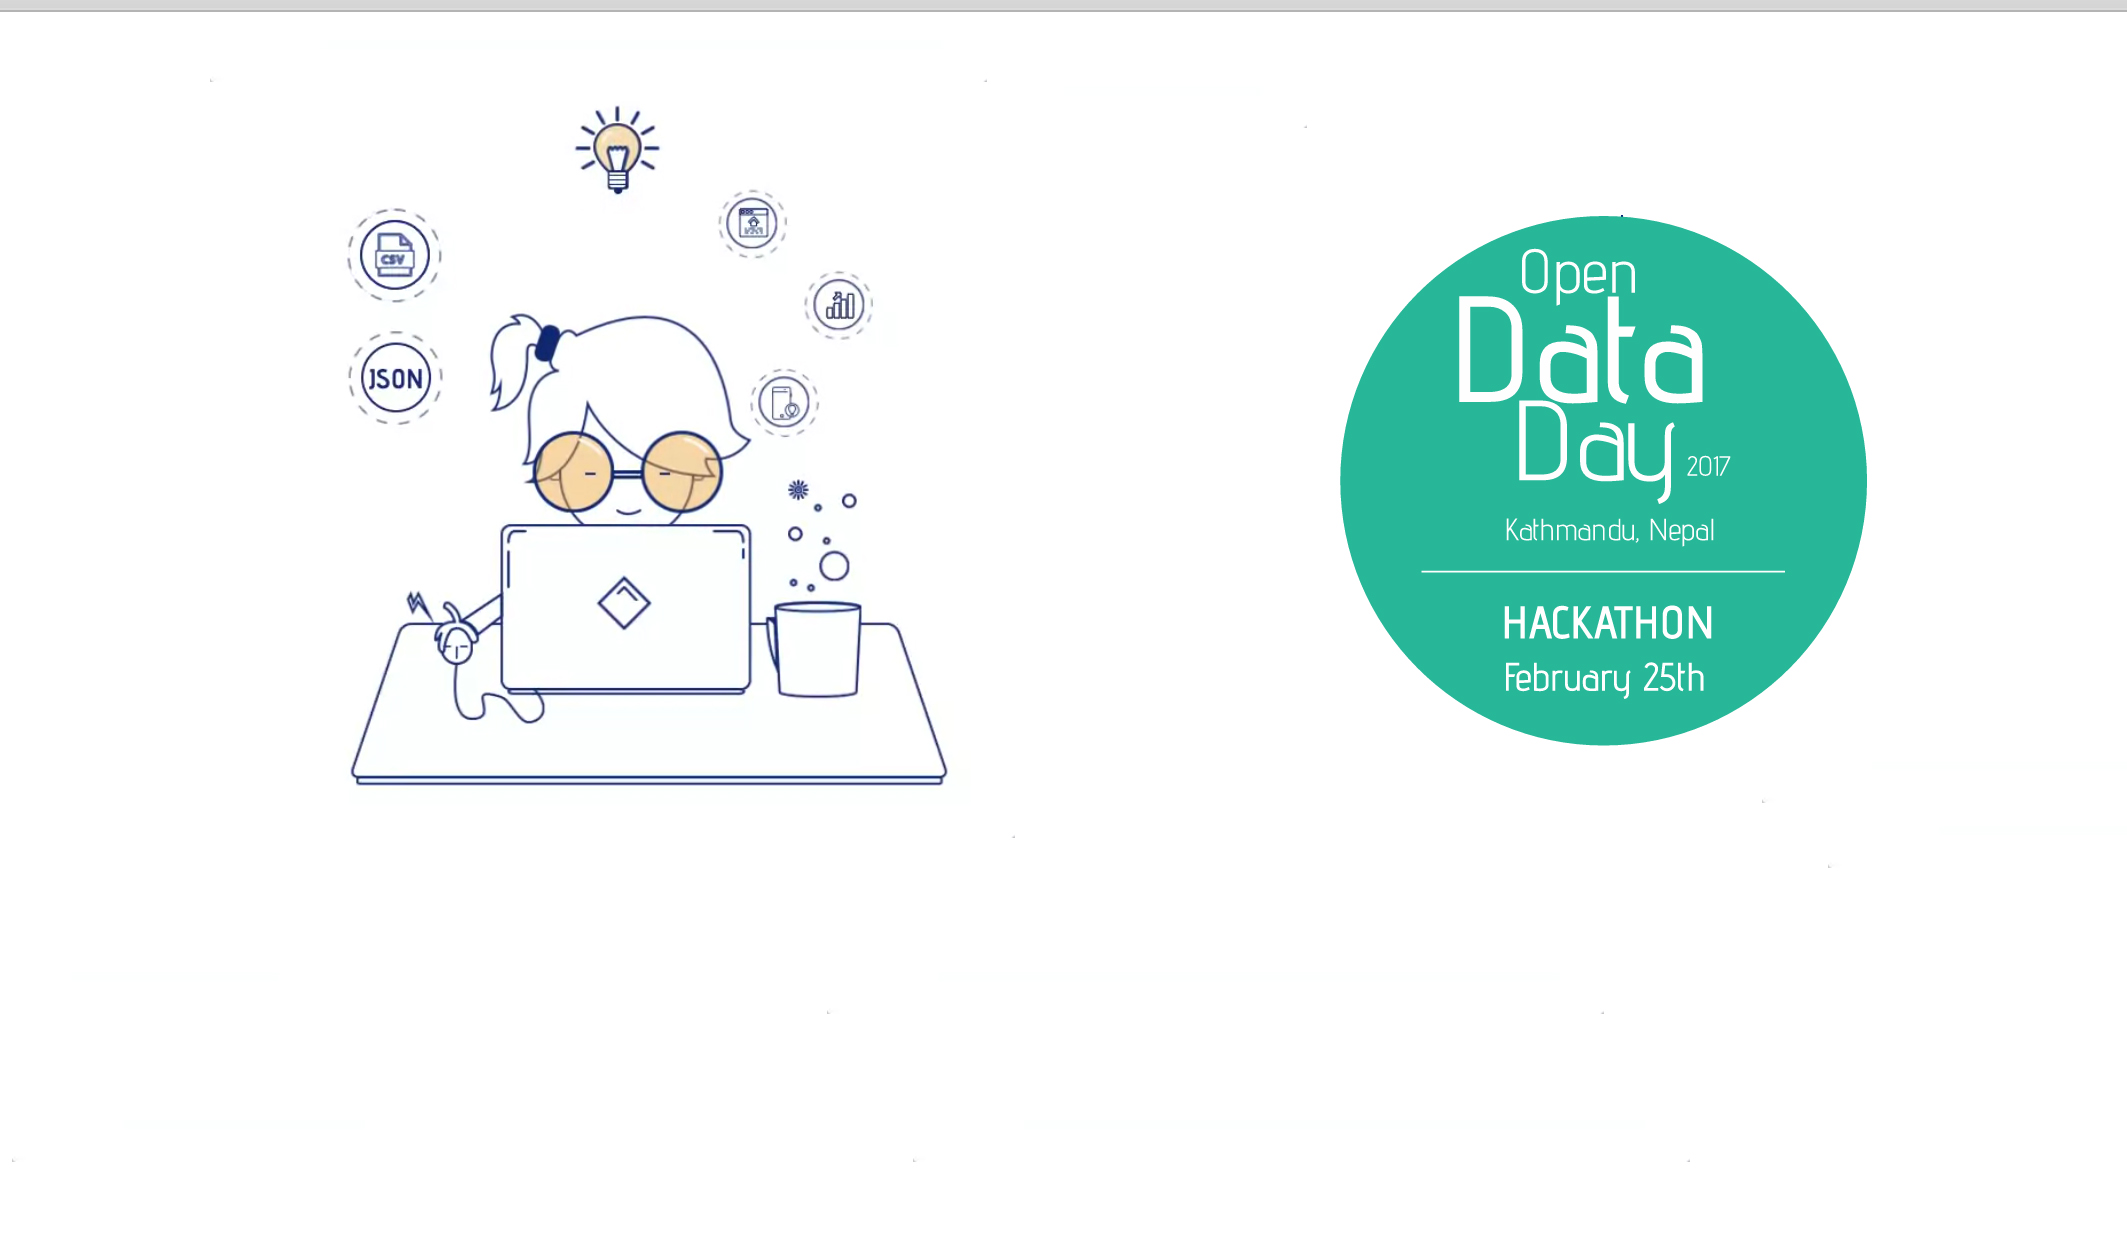 CSV
JSON
Open
Data
Day 2017
Kathmandu, Nepal
HACKATHON
February 25th